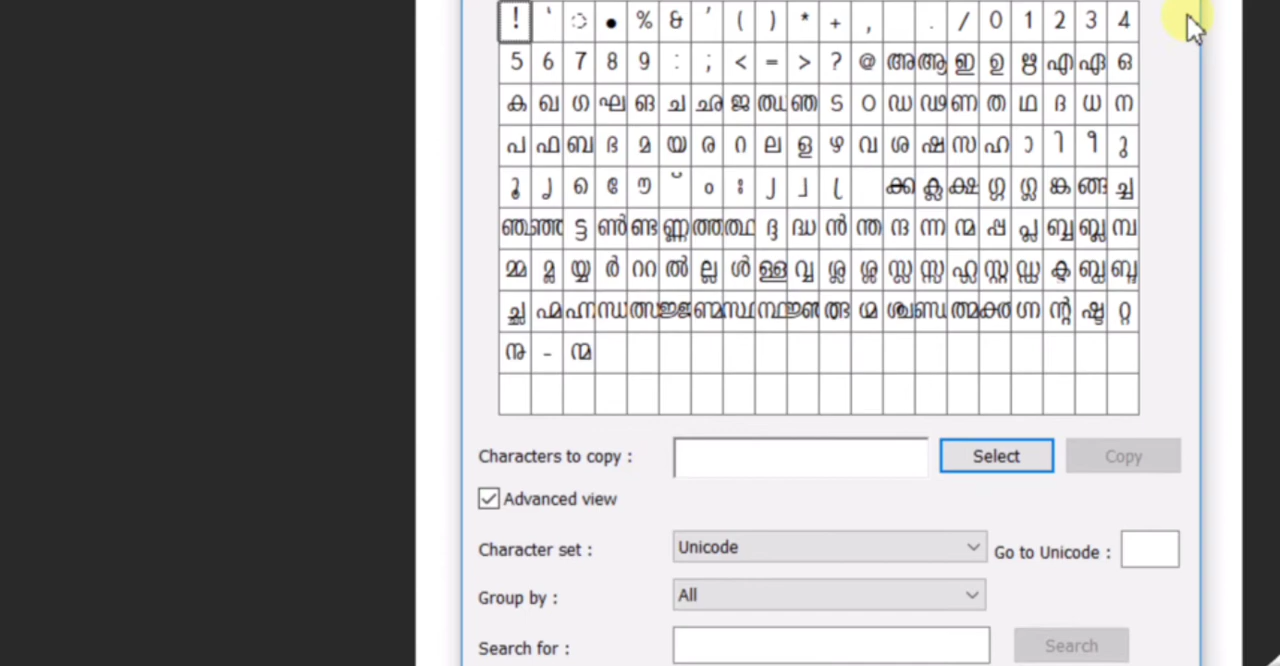 ! ‛ ഃ ● % & ’ ( ) * + , . / 0 1 2 3 4
5 6 7 8 9 : ; < = > ? @ അ ആ ഇ ഉ ഋ എ ഏ ഒ
ക ഖ ഗ ഘ ങ ച ഛ ജ ഝ ഞ ട ഠ ഡ ഢ ണ ത ഥ ദ ധ ന
പ ഫ ബ ഭ മ യ ര റ ല ള ഴ വ ശ ഷ സ ഹ ാ ി ീ ു
ൂ ൃ െ േ ൗ ് ം ഃ ക്ക ക്ല ക്ഷ ഗ്ഗ ഗ്ല ങ്ക ങ്ങ ച്ച
ഞ്ച ഞ്ഞ ട്ട ൺ ണ്ട ണ്ണ ത്ത ത്ഥ ദ്ദ ദ്ധ ൻ ന്ത ന്ദ ന്ന ന്മ പ്പ പ്ല ബ്ബ ബ്ല മ്പ
മ്മ മ്ല യ്യ ർ ററ ൽ ല്ല ൾ ള്ള വ്വ ശ്ല ശ്ശ സ്ല സ്സ ഹ്ല സ്റ്റ ഡ്ഡ ക്ട ബ്ധ ബ്ദ
ച്ഛ ഹ്മ ഹ്ന ന്ധ ത്സ ജ്ജ ണ്മ സ്ഥ ന്ഥ ജ്ഞ ത്ഭ ഗ്മ ശ്ച ണ്ഡ ത്മ ക്ത ഗ്ന ന്റ ഷ്ട റ്റ
ന്മ
Characters to copy : Select Copy
Advanced view
Character set : Unicode Go to Unicode :
Group by : All
Search for : Search